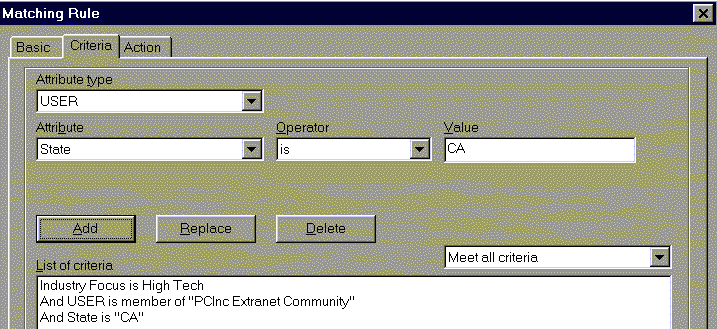 Matching Rule
Basic
Criteria
Action
Attribute type
USER
Attribute
Operator
Value
State
is
CA
Add
Replace
Delete
Meet all criteria
List of criteria
Industry Focus is High Tech
And USER is member of "PCInc Extranet Community"
And State is "CA"